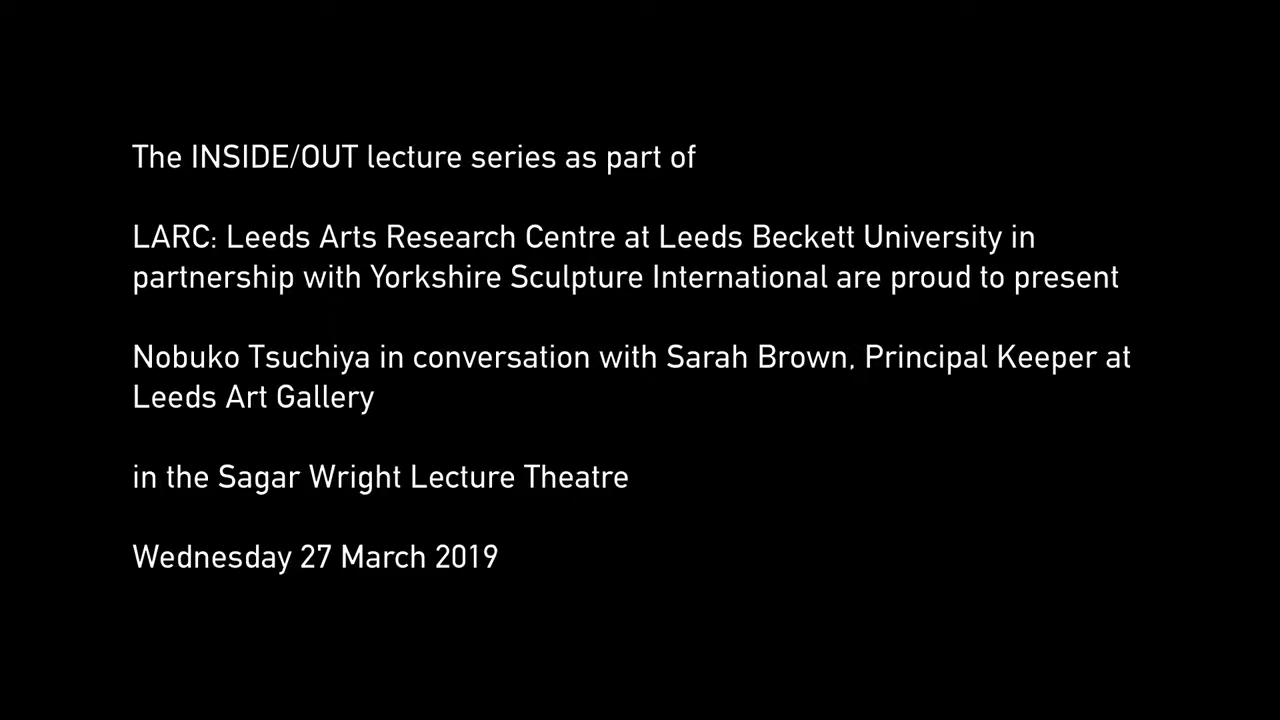 The INSIDE/OUT lecture series as part of
LARC: Leeds Arts Research Centre at Leeds Beckett University in
partnership with Yorkshire Sculpture International are proud to present
Nobuko Tsuchiya in conversation with Sarah Brown, Principal Keeper at
Leeds Art Gallery
in the Sagar Wright Lecture Theatre
Wednesday 27 March 2019